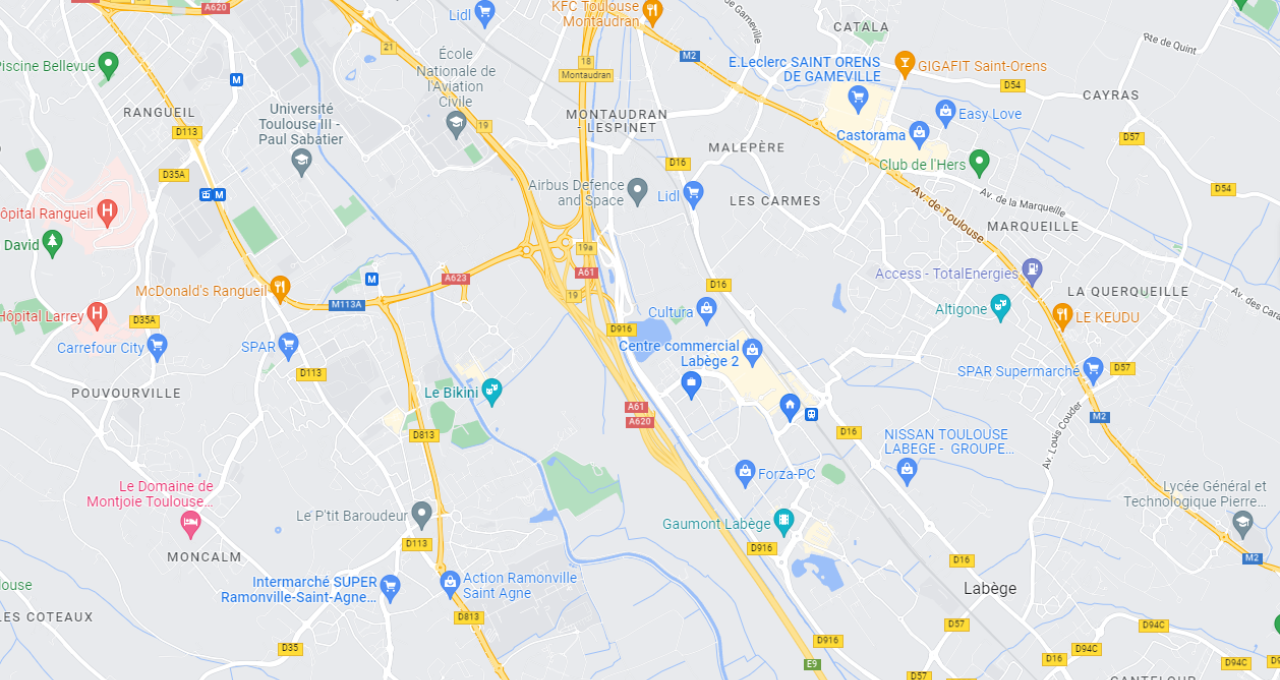 A620
Lidl
KFC Toulouse
Montaudran
CATALA
Rte de Quint
21
École
Nationale de
l'Aviation
Civile
18
Montaudran
M2
E.Leclerc SAINT ORENS
DE GAMEVILLE
GIGAFIT Saint-Orens
D54
CAYRAS
Piscine Bellevue
M
RANGUEIL
Université
Toulouse III -
Paul Sabatier
D113
19
MONTAUDRAN
- LESPINET
MALEPÈRE
Castorama
Easy Love
D57
D35A
D16
Club de l'Hers
Airbus Defence
and Space
Lidl
LES CARMES
Av. de la Marqueille
D54
M
Hôpital Rangueil
Av. de Toulouse
MARQUEILLE
David
19a
A623
A61
M
Access - TotalEnergies
McDonald's Rangueil
19
D16
LA QUERQUEILLE
M113A
Hôpital Larrey
D35A
D916
Cultura
Altigone
LE KEUDU
Carrefour City
SPAR
Centre commercial
Labège 2
D113
SPAR Supermarché
D57
POUVOURVILLE
Le Bikini
A61
A620
M2
D813
D16
Av. Louis Couder
NISSAN TOULOUSE
LABEGE - GROUPE...
Forza-PC
Le Domaine de
Montjoie Toulouse...
Le P'tit Baroudeur
Gaumont Labège
Lycée Général et
Technologique Pierre...
MONCALM
D113
D916
D16
M2
Intermarché SUPER
Ramonville-Saint-Agne...
Action Ramonville
Saint Agne
Labège
LES COTEAUX
D813
D57
D94C
D35
D916
D94C
E9
D16
D94C
D57